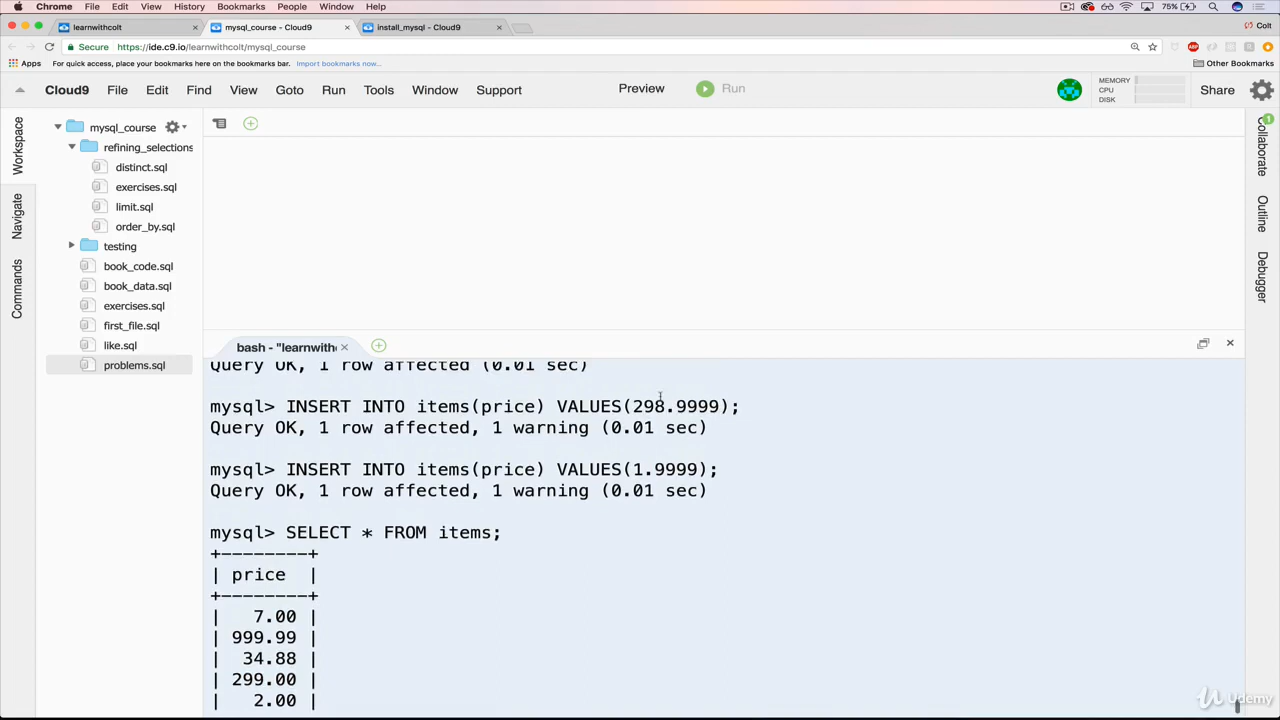 Chrome File Edit View History Bookmarks People Window Help 75% Colt
learnwithcolt mysql_course - Cloud9 install_mysql - Cloud9
Secure https://ide.c9.io/learnwithcolt/mysql_course
Apps For quick access, place your bookmarks here on the bookmarks bar. Import bookmarks now... Other Bookmarks
Cloud9 File Edit Find View Goto Run Tools Window Support Preview Run MEMORY CPU DISK Share
Workspace
Navigate
Commands
mysql_course
refining_selections
distinct.sql
exercises.sql
limit.sql
order_by.sql
testing
book_code.sql
book_data.sql
exercises.sql
first_file.sql
like.sql
problems.sql
Collaborate
Outline
Debugger
1
bash - "learnwith
Query OK, 1 row affected (0.01 sec)
mysql> INSERT INTO items(price) VALUES(298.9999);
Query OK, 1 row affected, 1 warning (0.01 sec)
mysql> INSERT INTO items(price) VALUES(1.9999);
Query OK, 1 row affected, 1 warning (0.01 sec)
mysql> SELECT * FROM items;
+--------+
| price  |
+--------+
|   7.00 |
| 999.99 |
|  34.88 |
| 299.00 |
|   2.00 |
Udemy